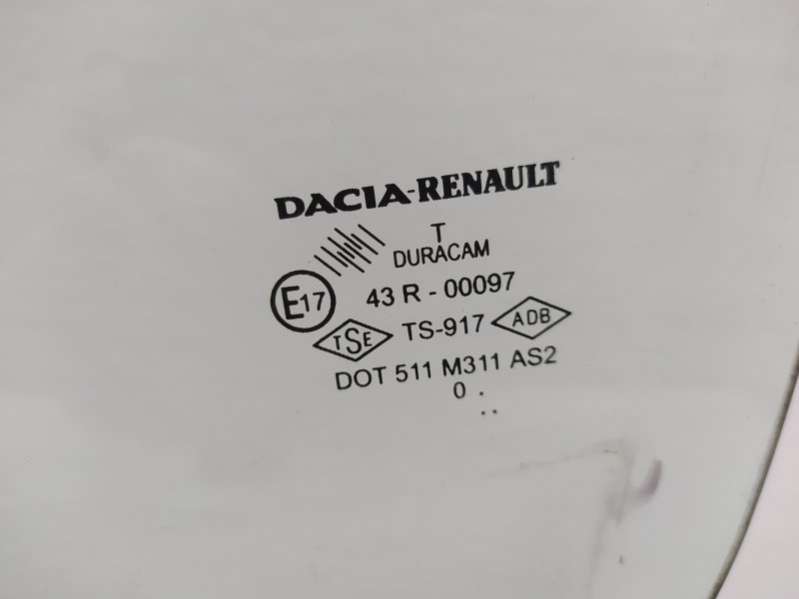 DACIA-RENAULT
T
DURACAM
E17 43 R - 00097
TSE TS-917 ADB
DOT 511 M311 AS2
0 .
..